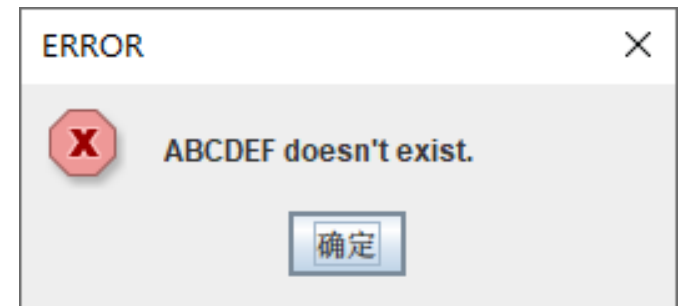 ERROR
ABCDEF doesn't exist.
确定